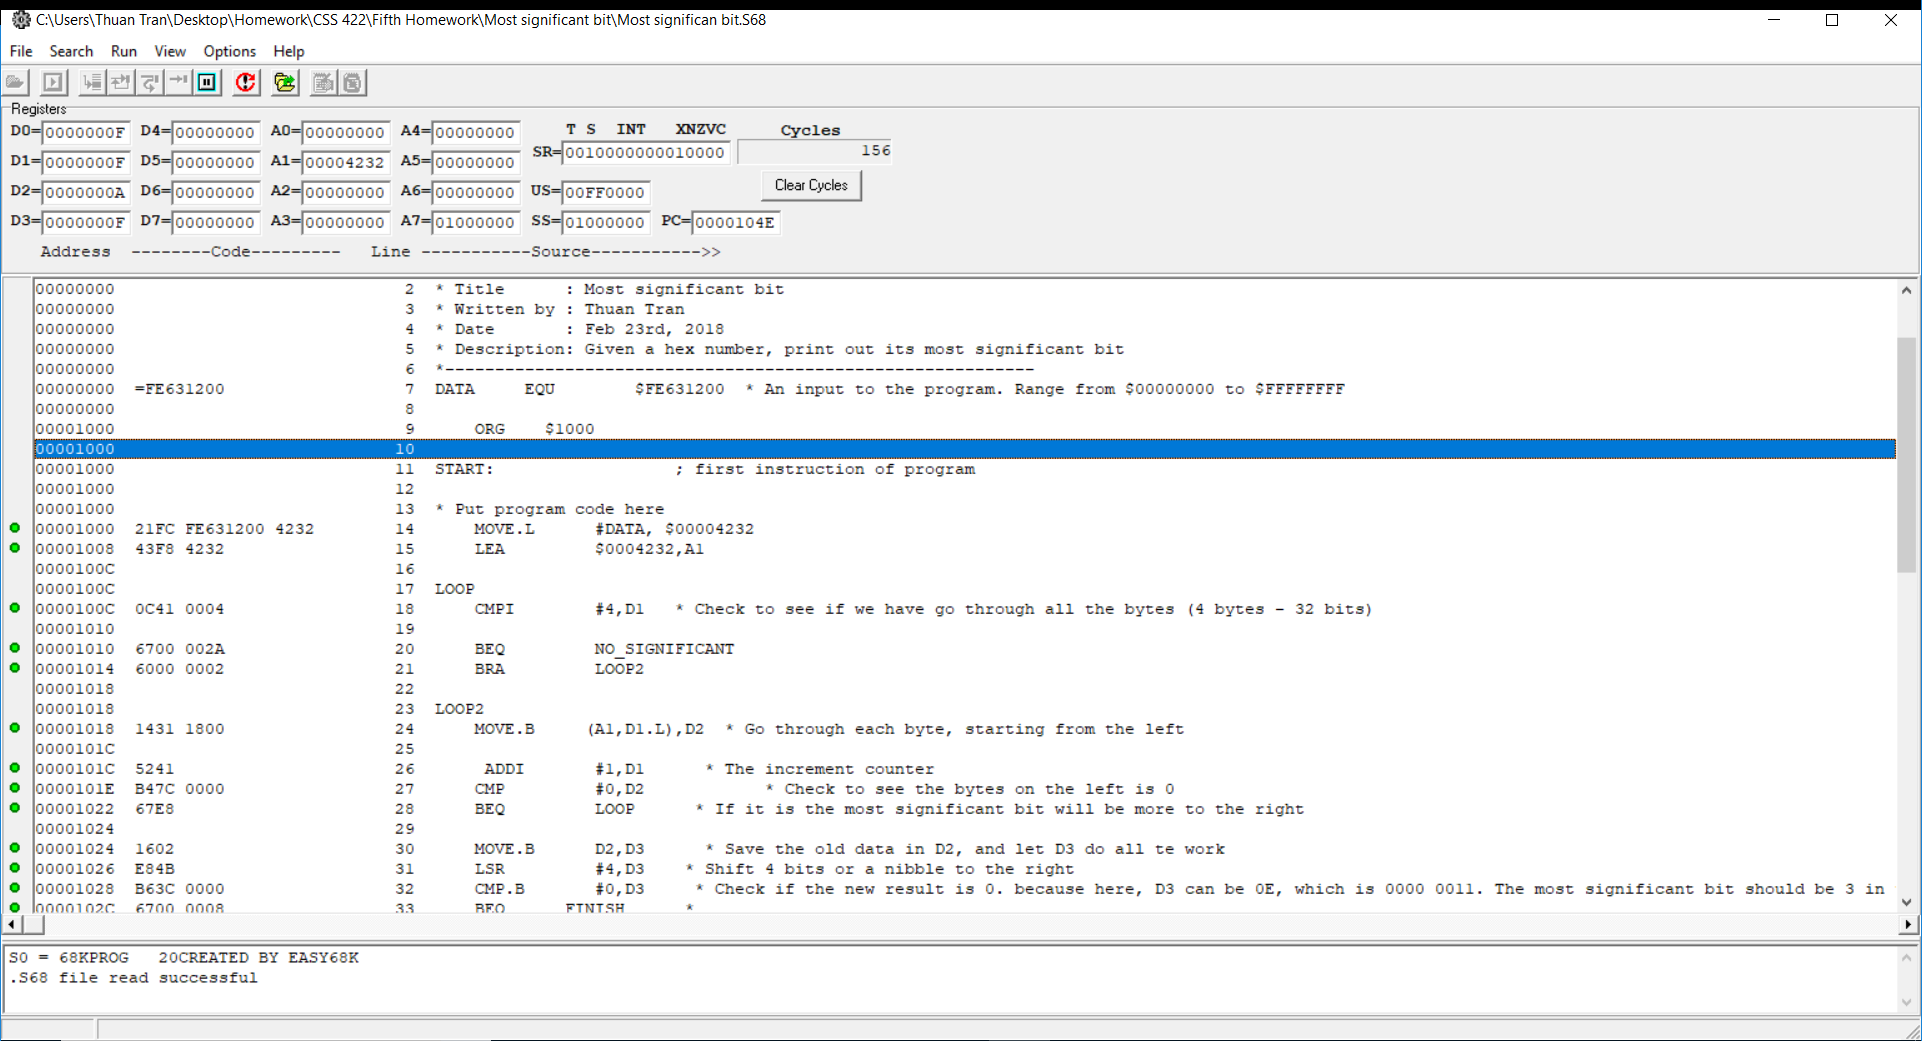 C:\Users\Thuan Tran\Desktop\Homework\CSS 422\Fifth Homework\Most significant bit\Most significan bit.S68
File Search Run View Options Help
Registers
D0= 0000000F D4= 00000000 A0= 00000000 A4= 00000000 T S INT XNZVC Cycles
D1= 0000000F D5= 00000000 A1= 00004232 A5= 00000000 SR= 0010000000010000 156
D2= 0000000A D6= 00000000 A2= 00000000 A6= 00000000 US= 00FF0000 Clear Cycles
D3= 0000000F D7= 00000000 A3= 00000000 A7= 01000000 SS= 01000000 PC= 0000104E
Address --------Code--------- Line -----------Source----------->>
00000000 2 * Title : Most significant bit
00000000 3 * Written by : Thuan Tran
00000000 4 * Date : Feb 23rd, 2018
00000000 5 * Description: Given a hex number, print out its most significant bit
00000000 6 *-----------------------------------------------------------
00000000 =FE631200 7 DATA EQU $FE631200 * An input to the program. Range from $00000000 to $FFFFFFFF
00000000 8
00001000 9 ORG $1000
00001000 10
00001000 11 START: ; first instruction of program
00001000 12
00001000 13 * Put program code here
00001000 21FC FE631200 4232 14 MOVE.L #DATA, $00004232
00001008 43F8 4232 15 LEA $0004232,A1
0000100C 16
0000100C 17 LOOP
0000100C 0C41 0004 18 CMPI #4,D1 * Check to see if we have go through all the bytes (4 bytes - 32 bits)
00001010 19
00001010 6700 002A 20 BEQ NO_SIGNIFICANT
00001014 6000 0002 21 BRA LOOP2
00001018 22
00001018 23 LOOP2
00001018 1431 1800 24 MOVE.B (A1,D1.L),D2 * Go through each byte, starting from the left
0000101C 25
0000101C 5241 26 ADDI #1,D1 * The increment counter
0000101E B47C 0000 27 CMP #0,D2 * Check to see the bytes on the left is 0
00001022 67E8 28 BEQ LOOP * If it is the most significant bit will be more to the right
00001024 29
00001024 1602 30 MOVE.B D2,D3 * Save the old data in D2, and let D3 do all te work
00001026 E84B 31 LSR #4,D3 * Shift 4 bits or a nibble to the right
00001028 B63C 0000 32 CMP.B #0,D3 * Check if the new result is 0. because here, D3 can be 0E, which is 0000 0011. The most significant bit should be 3 in
0000102C 6700 0008 33 BEQ FINISH *
S0 = 68KPROG 20CREATED BY EASY68K
.S68 file read successful